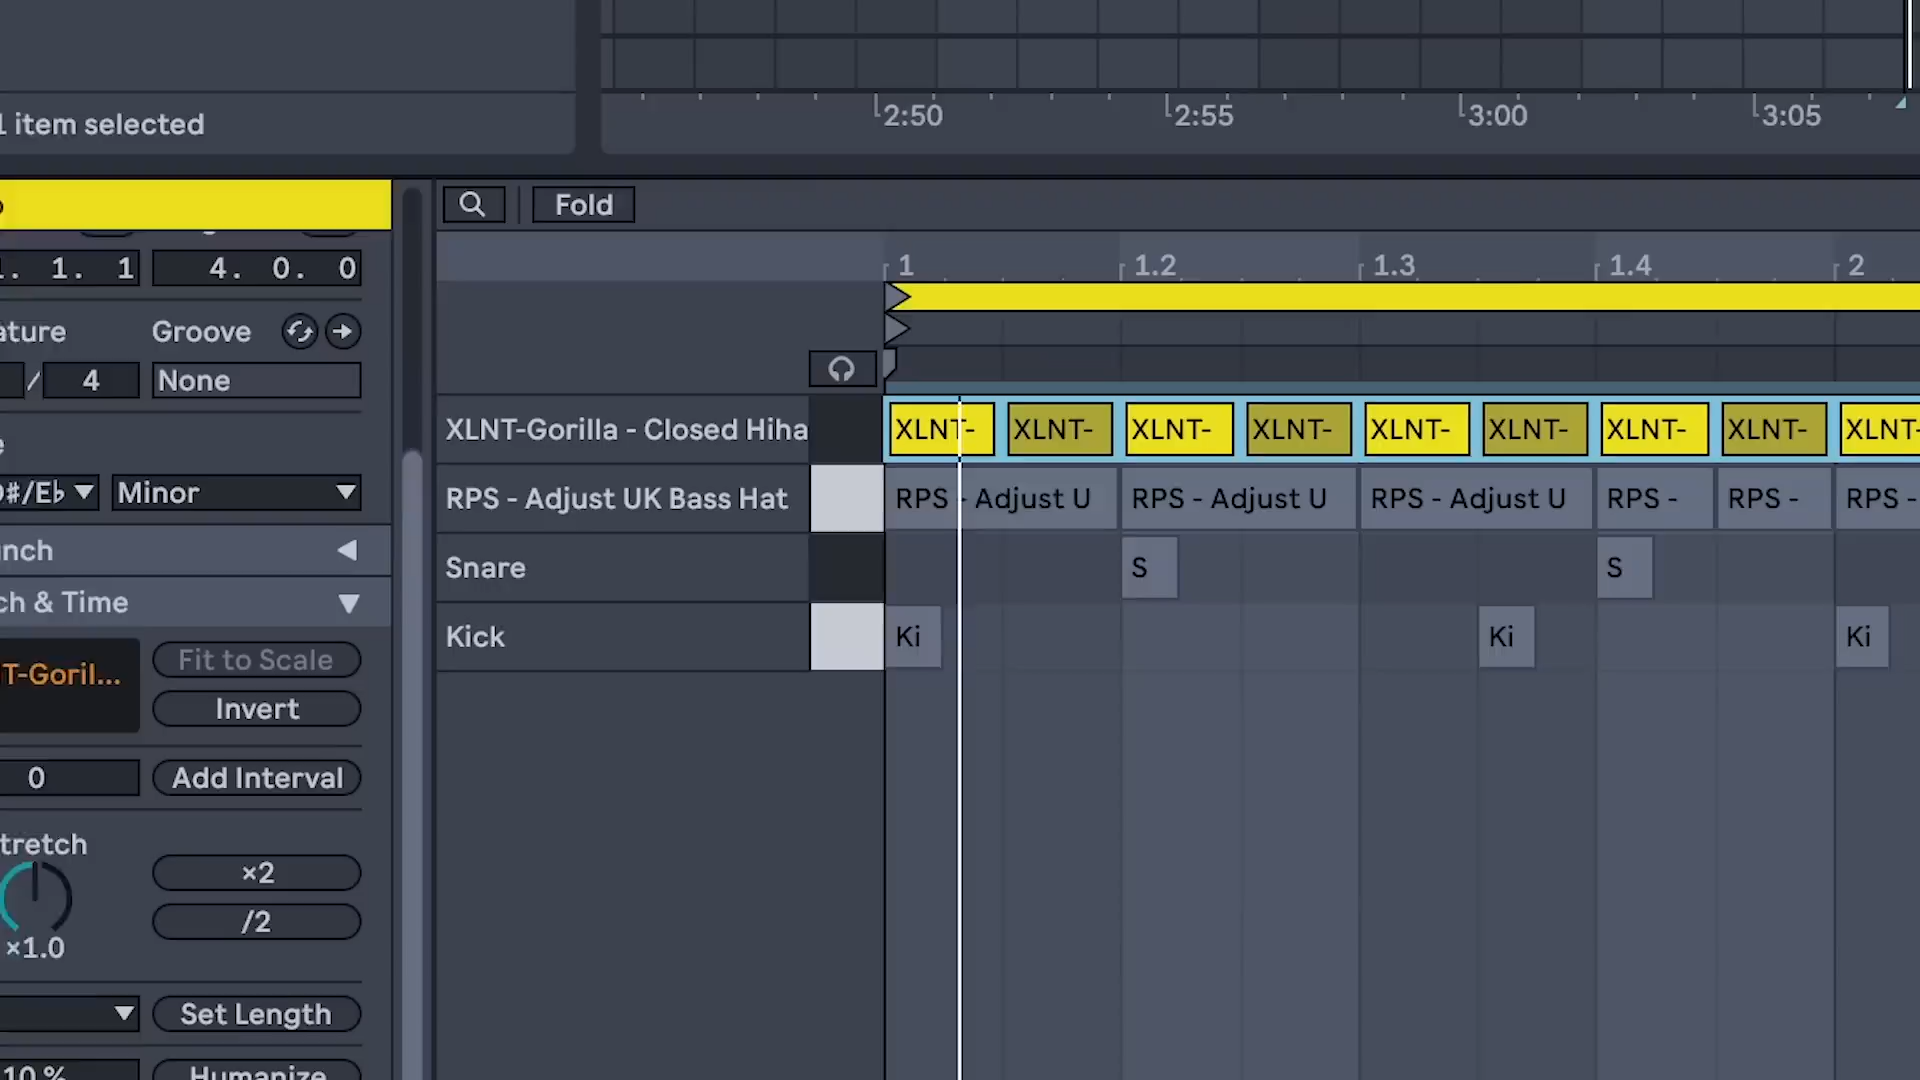 2:50 2:55 3:00 3:05
1 item selected
Fold
1 1.2 1.3 1.4 2
1. 1. 1 4. 0. 0
ature Groove
/ 4 None
XLNT-Gorilla - Closed Hiha XLNT- XLNT- XLNT- XLNT- XLNT- XLNT- XLNT- XLNT- XLNT-
#/Eb Minor
RPS - Adjust UK Bass Hat RPS - Adjust U RPS - Adjust U RPS - Adjust U RPS - RPS - RPS -
nch
Snare S S
ch & Time
Kick Ki Ki Ki
T-Goril... Fit to Scale
Invert
0 Add Interval
tretch
×2
/2
×1.0
Set Length
10 % Humanize